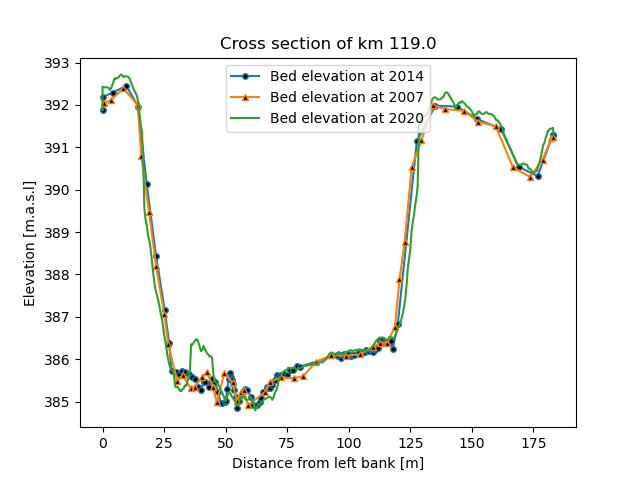 Cross section of km 119.0
Bed elevation at 2014
Bed elevation at 2007
Bed elevation at 2020
393
392
391
390
389
388
387
386
385
Elevation [m.a.s.l]
0 25 50 75 100 125 150 175
Distance from left bank [m]